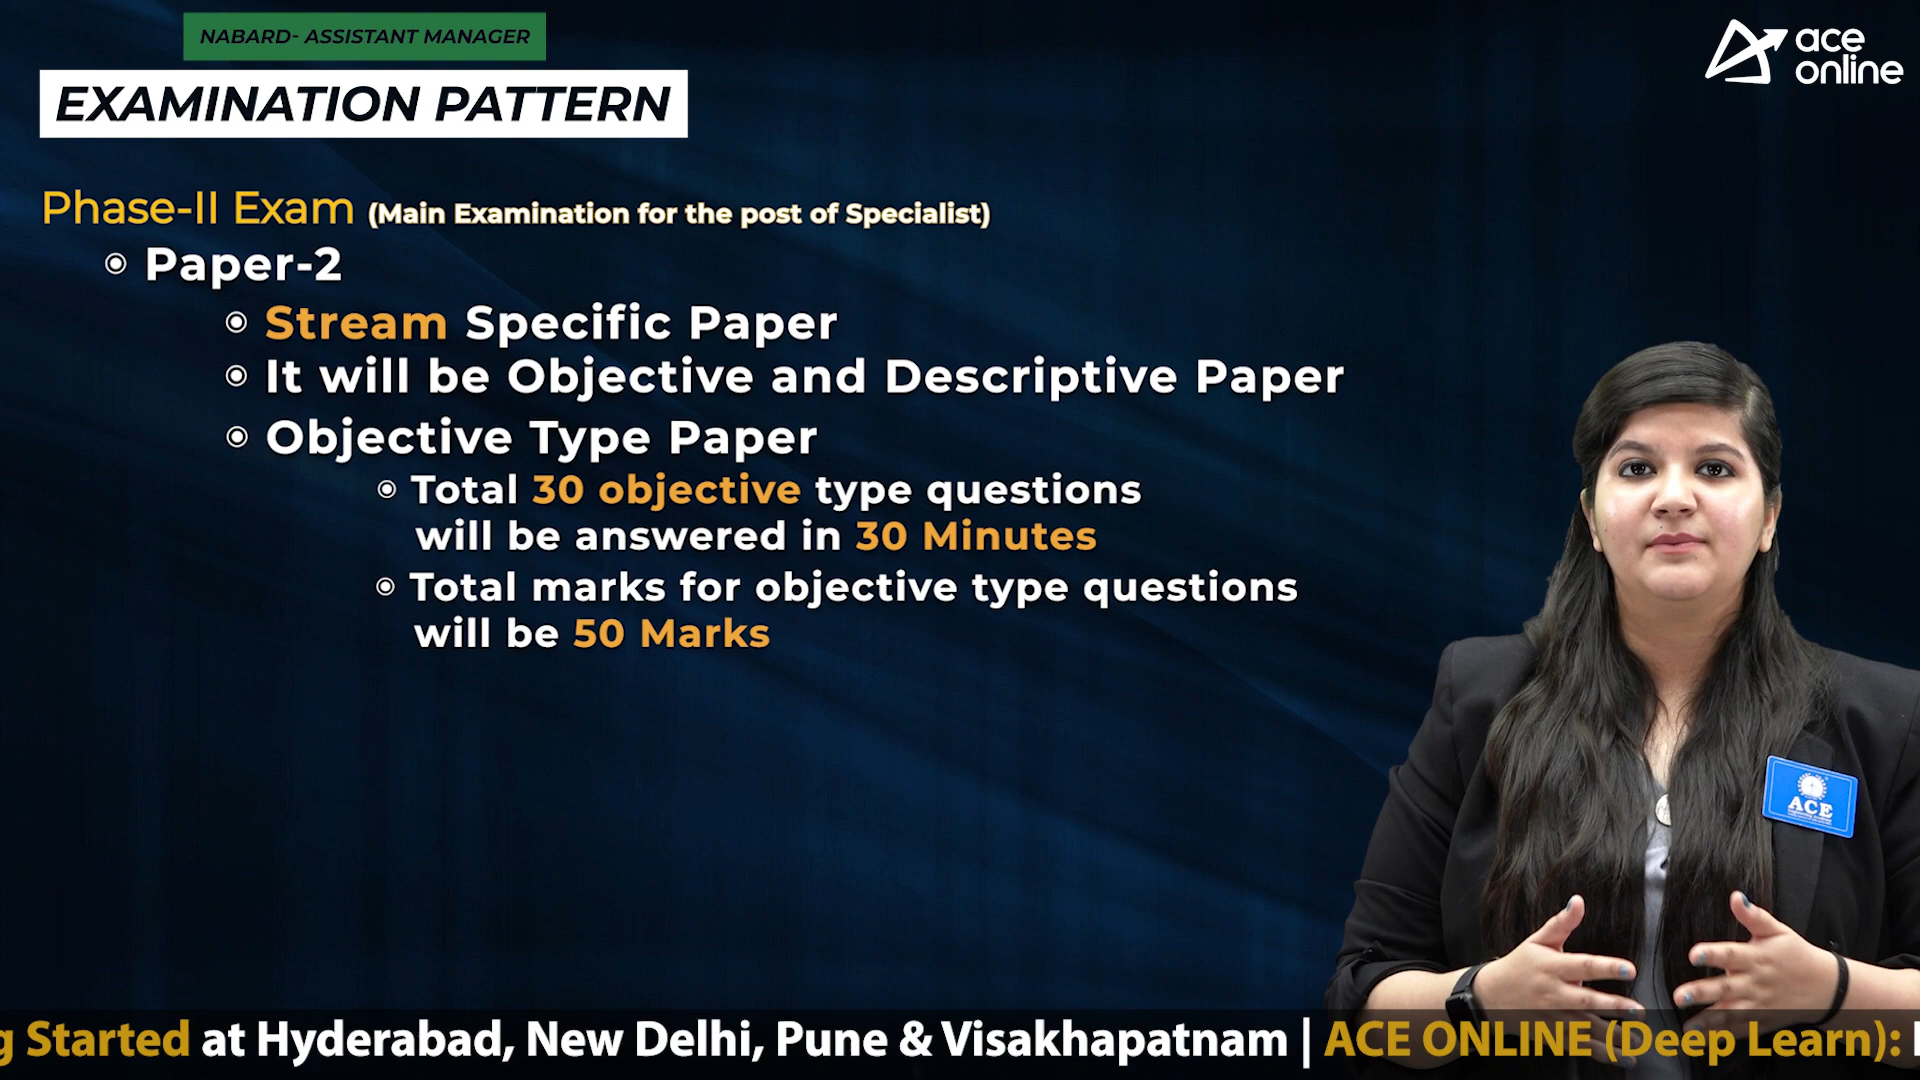 NABARD- ASSISTANT MANAGER
EXAMINATION PATTERN
ace
online
Phase-II Exam (Main Examination for the post of Specialist)
Paper-2
Stream Specific Paper
It will be Objective and Descriptive Paper
Objective Type Paper
Total 30 objective type questions
will be answered in 30 Minutes
Total marks for objective type questions
will be 50 Marks
ACE
g Started at Hyderabad, New Delhi, Pune & Visakhapatnam | ACE ONLINE (Deep Learn):